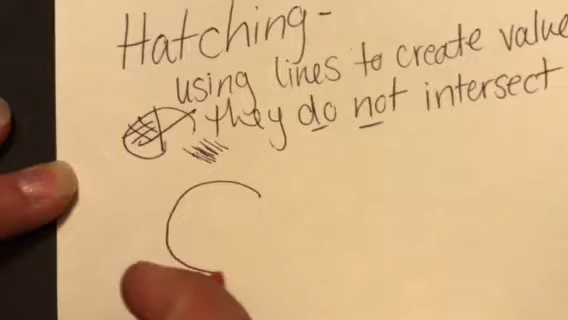 Hatching-
using lines to create value
they do not intersect